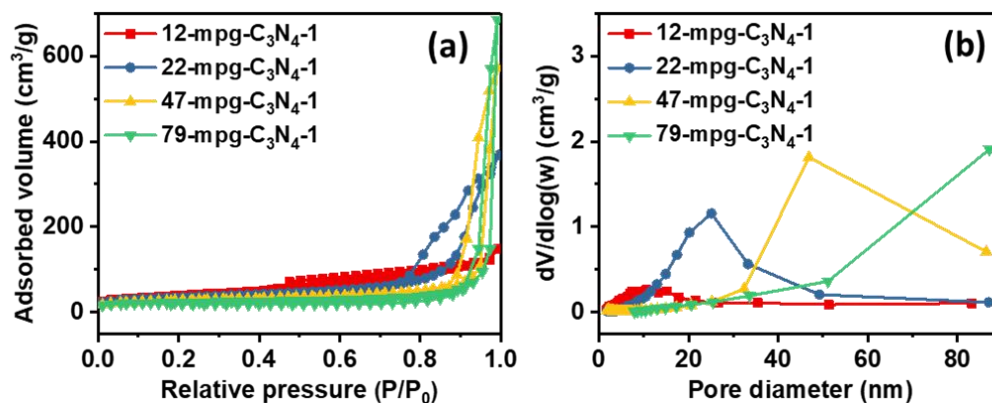 (a)
12-mpg-C₃N₄-1
22-mpg-C₃N₄-1
47-mpg-C₃N₄-1
79-mpg-C₃N₄-1
Adsorbed volume (cm³/g)
600
400
200
0
0.0 0.2 0.4 0.6 0.8 1.0
Relative pressure (P/P₀)
(b)
12-mpg-C₃N₄-1
22-mpg-C₃N₄-1
47-mpg-C₃N₄-1
79-mpg-C₃N₄-1
dV/dlog(w) (cm³/g)
3
2
1
0
0 20 40 60 80
Pore diameter (nm)